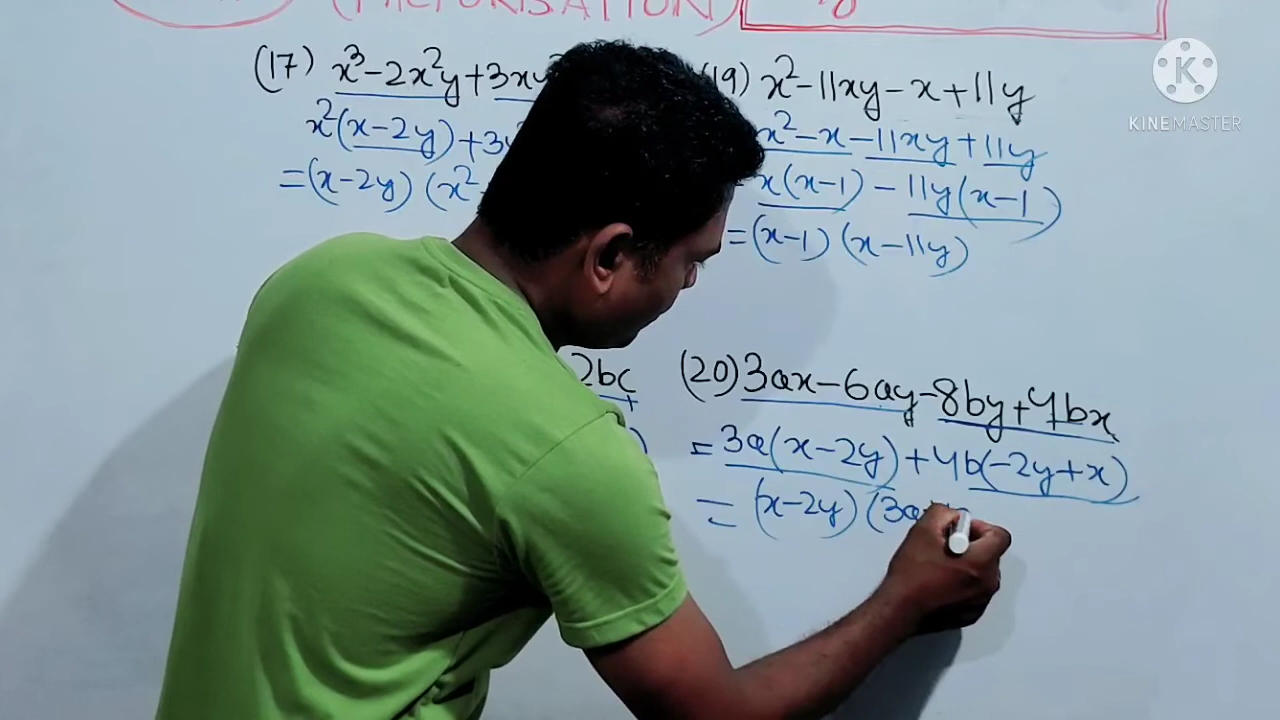 (FACTORISATION)
(17) x³-2x²y+3xy
x²(x-2y)+3y
=(x-2y) (x²
(19) x²-11xy-x+11y
x²-x-11xy+11y
x(x-1)-11y(x-1)
=(x-1) (x-11y)
2bc
(20) 3ax-6ay-8by+4bx
=3a(x-2y)+4b(-2y+x)
=(x-2y)(3a
KINEMASTER